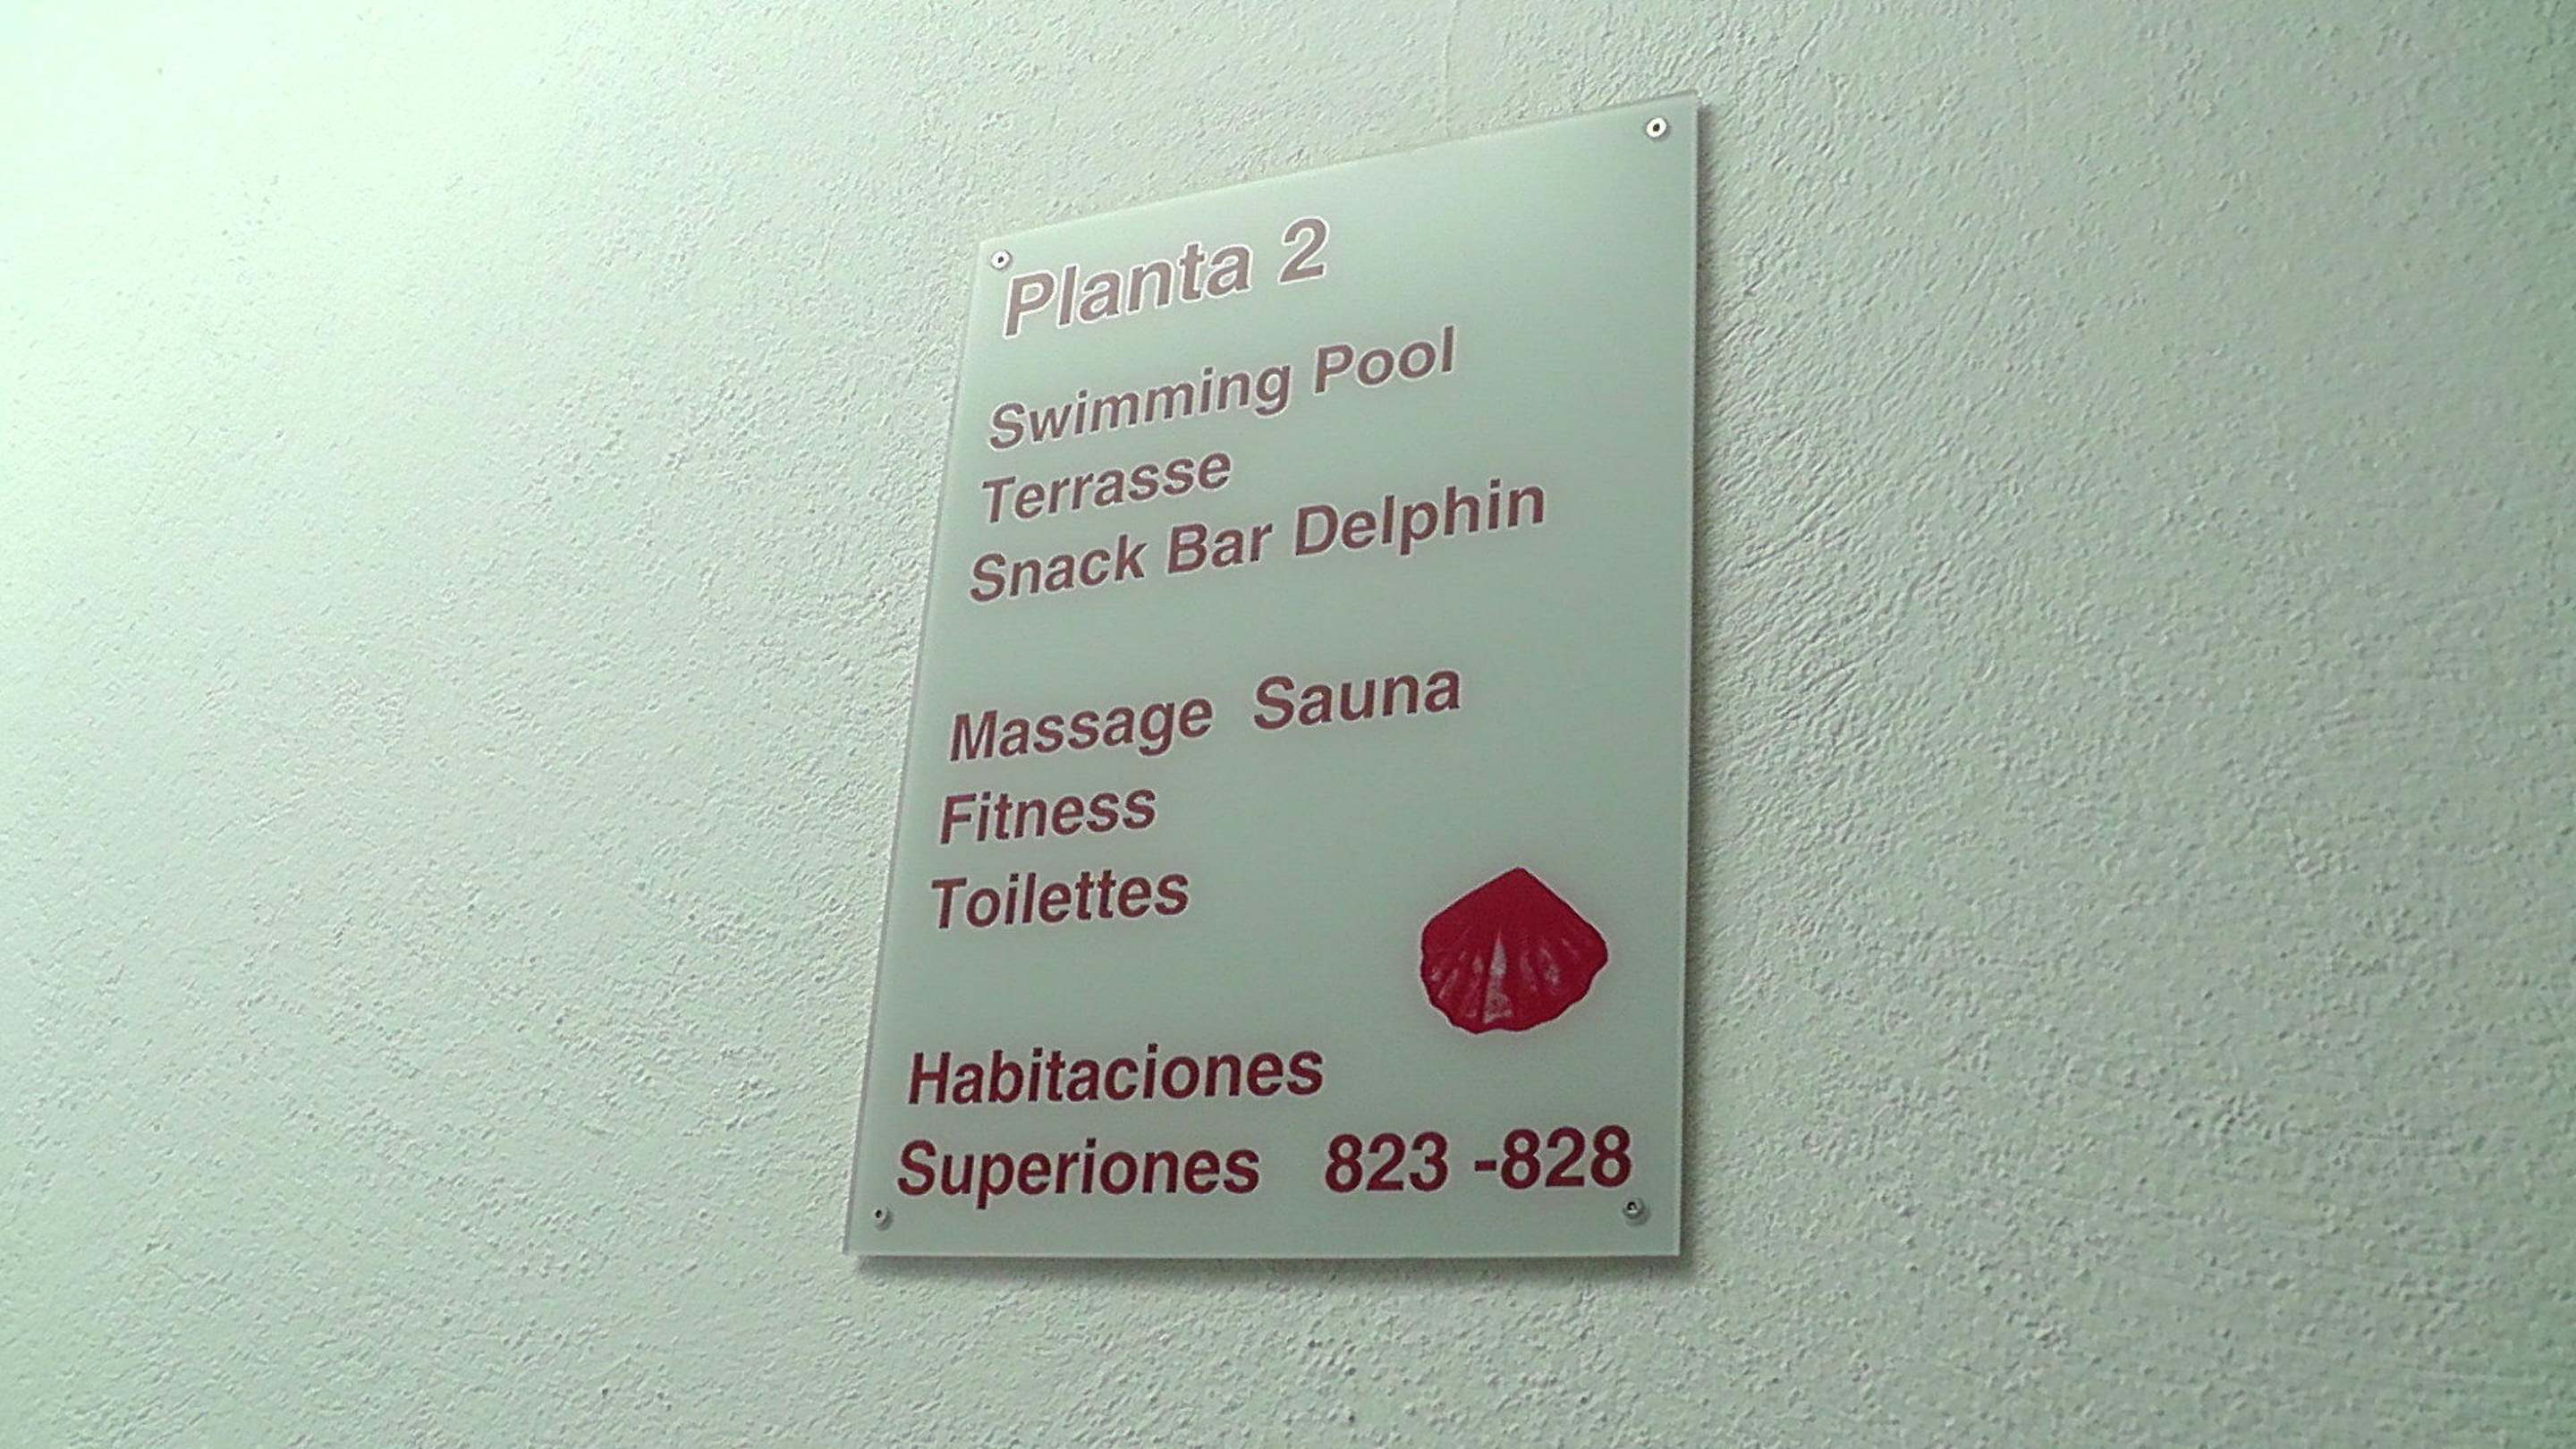 Planta 2
Swimming Pool
Terrasse
Snack Bar Delphin
Massage Sauna
Fitness
Toilettes
Habitaciones
Superiones 823 -828